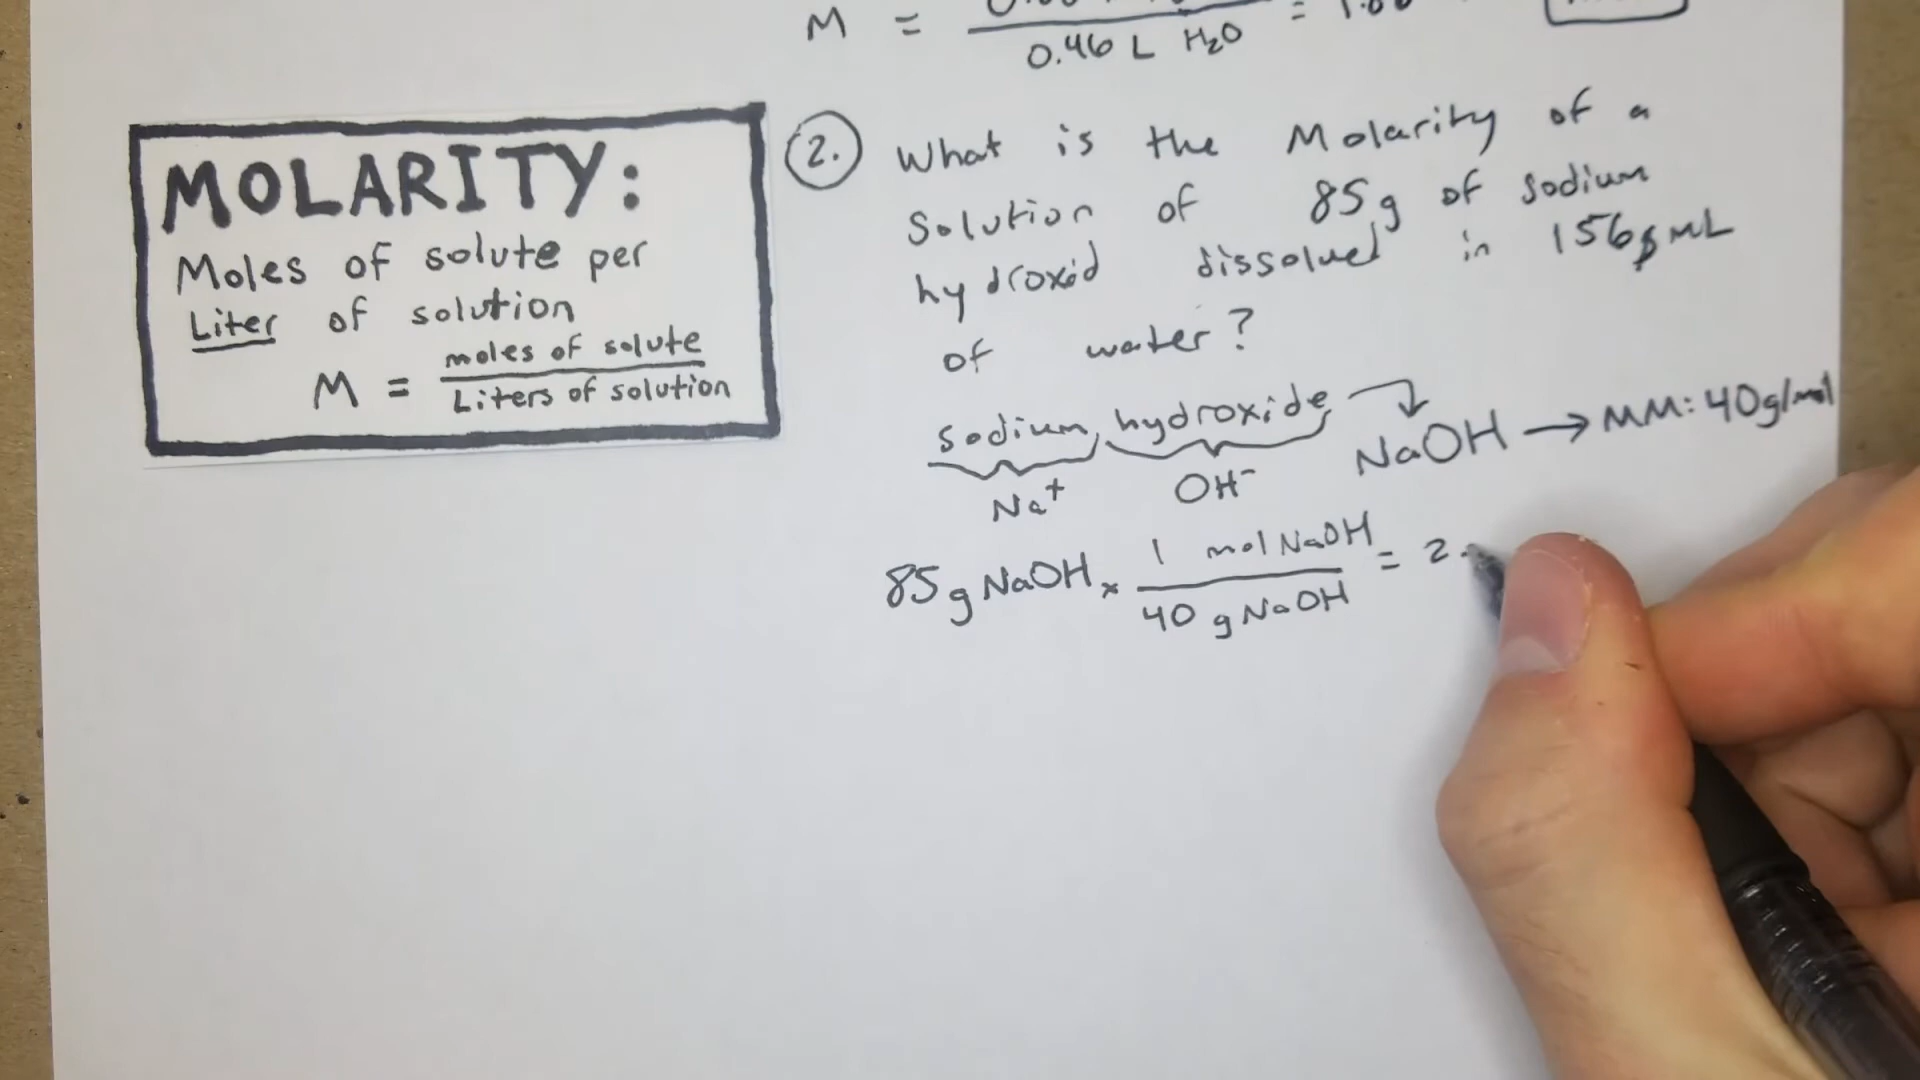 M =
0.46 L H₂O
MOLARITY:
Moles of solute per
Liter of solution
M = moles of solute
Liters of solution
2. What is the Molarity of a
Solution of 85g of sodium
hydroxid dissolved in 156 mL
of water?
sodium hydroxide → NaOH → MM: 40g/mol
Na⁺ OH⁻
85g NaOH x 1 mol NaOH = 2.
40 g NaOH